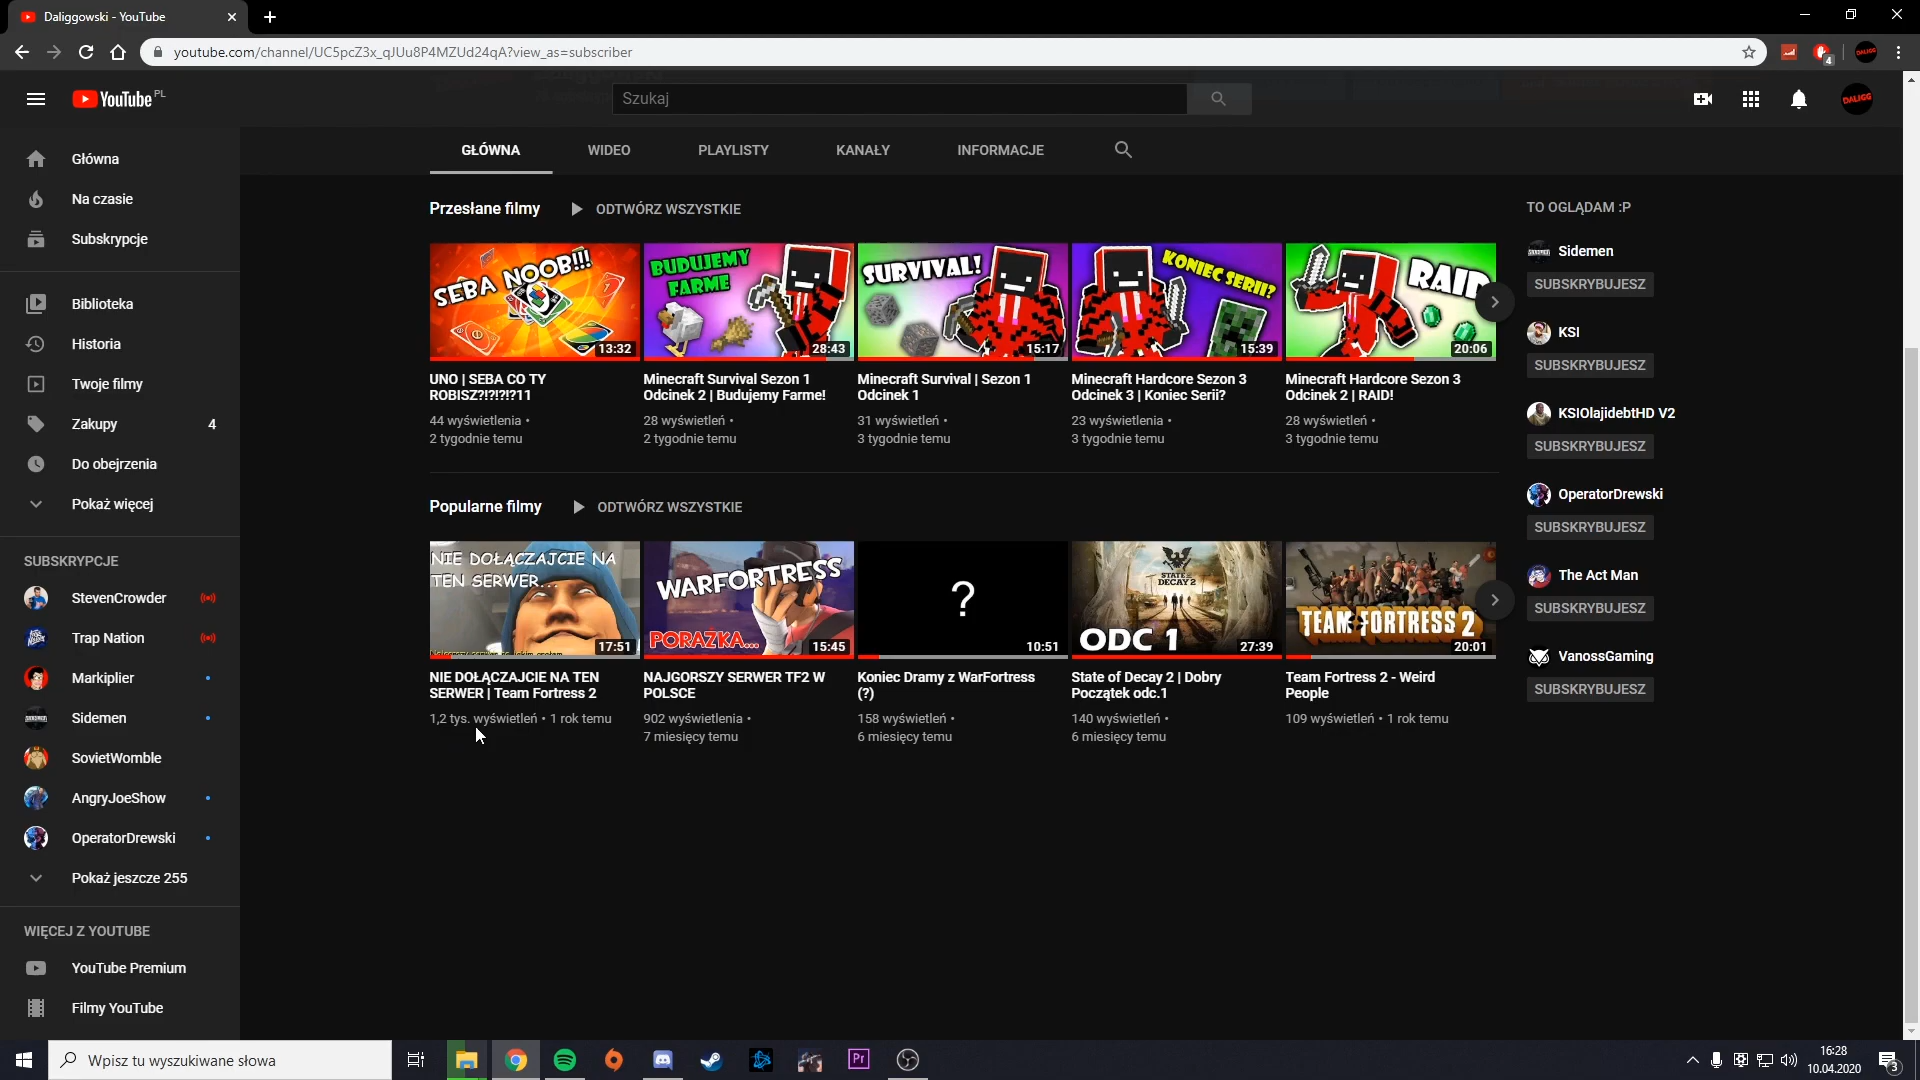 Daliggowski - YouTube
youtube.com/channel/UC5pcZ3x_qJUu8P4MZUd24qA?view_as=subscriber
4
DALIGG
YouTube PL
Szukaj
DALIGG
Główna
Na czasie
Subskrypcje
Biblioteka
Historia
Twoje filmy
Zakupy 4
Do obejrzenia
Pokaż więcej
SUBSKRYPCJE
StevenCrowder
Trap Nation
Markiplier
Sidemen
SovietWomble
AngryJoeShow
OperatorDrewski
Pokaż jeszcze 255
WIĘCEJ Z YOUTUBE
YouTube Premium
Filmy YouTube
GŁÓWNA WIDEO PLAYLISTY KANAŁY INFORMACJE
Przesłane filmy ODTWÓRZ WSZYSTKIE
SEBA NOOB!!!
13:32
UNO | SEBA CO TY
ROBISZ?!?!?!?11
44 wyświetlenia •
2 tygodnie temu
BUDUJEMY
FARME
28:43
Minecraft Survival Sezon 1
Odcinek 2 | Budujemy Farme!
28 wyświetleń •
2 tygodnie temu
SURVIVAL!
15:17
Minecraft Survival | Sezon 1
Odcinek 1
31 wyświetleń •
3 tygodnie temu
KONIEC SERII?
15:39
Minecraft Hardcore Sezon 3
Odcinek 3 | Koniec Serii?
23 wyświetlenia •
3 tygodnie temu
RAID
20:06
Minecraft Hardcore Sezon 3
Odcinek 2 | RAID!
28 wyświetleń •
3 tygodnie temu
Popularne filmy ODTWÓRZ WSZYSTKIE
NIE DOŁĄCZAJCIE NA
TEN SERWER...
17:51
NIE DOŁĄCZAJCIE NA TEN
SERWER | Team Fortress 2
1,2 tys. wyświetleń • 1 rok temu
WARFORTRESS
PORAŻKA...
15:45
NAJGORSZY SERWER TF2 W
POLSCE
902 wyświetlenia •
7 miesięcy temu
?
10:51
Koniec Dramy z WarFortress
(?)
158 wyświetleń •
6 miesięcy temu
STATE OF
DECAY 2
ODC 1
27:39
State of Decay 2 | Dobry
Początek odc.1
140 wyświetleń •
6 miesięcy temu
TEAM FORTRESS 2
20:01
Team Fortress 2 - Weird
People
109 wyświetleń • 1 rok temu
TO OGLĄDAM :P
Sidemen
SUBSKRYBUJESZ
KSI
SUBSKRYBUJESZ
KSIOlajidebtHD V2
SUBSKRYBUJESZ
OperatorDrewski
SUBSKRYBUJESZ
The Act Man
SUBSKRYBUJESZ
VanossGaming
SUBSKRYBUJESZ
Wpisz tu wyszukiwane słowa
Pr
16:28
10.04.2020
3